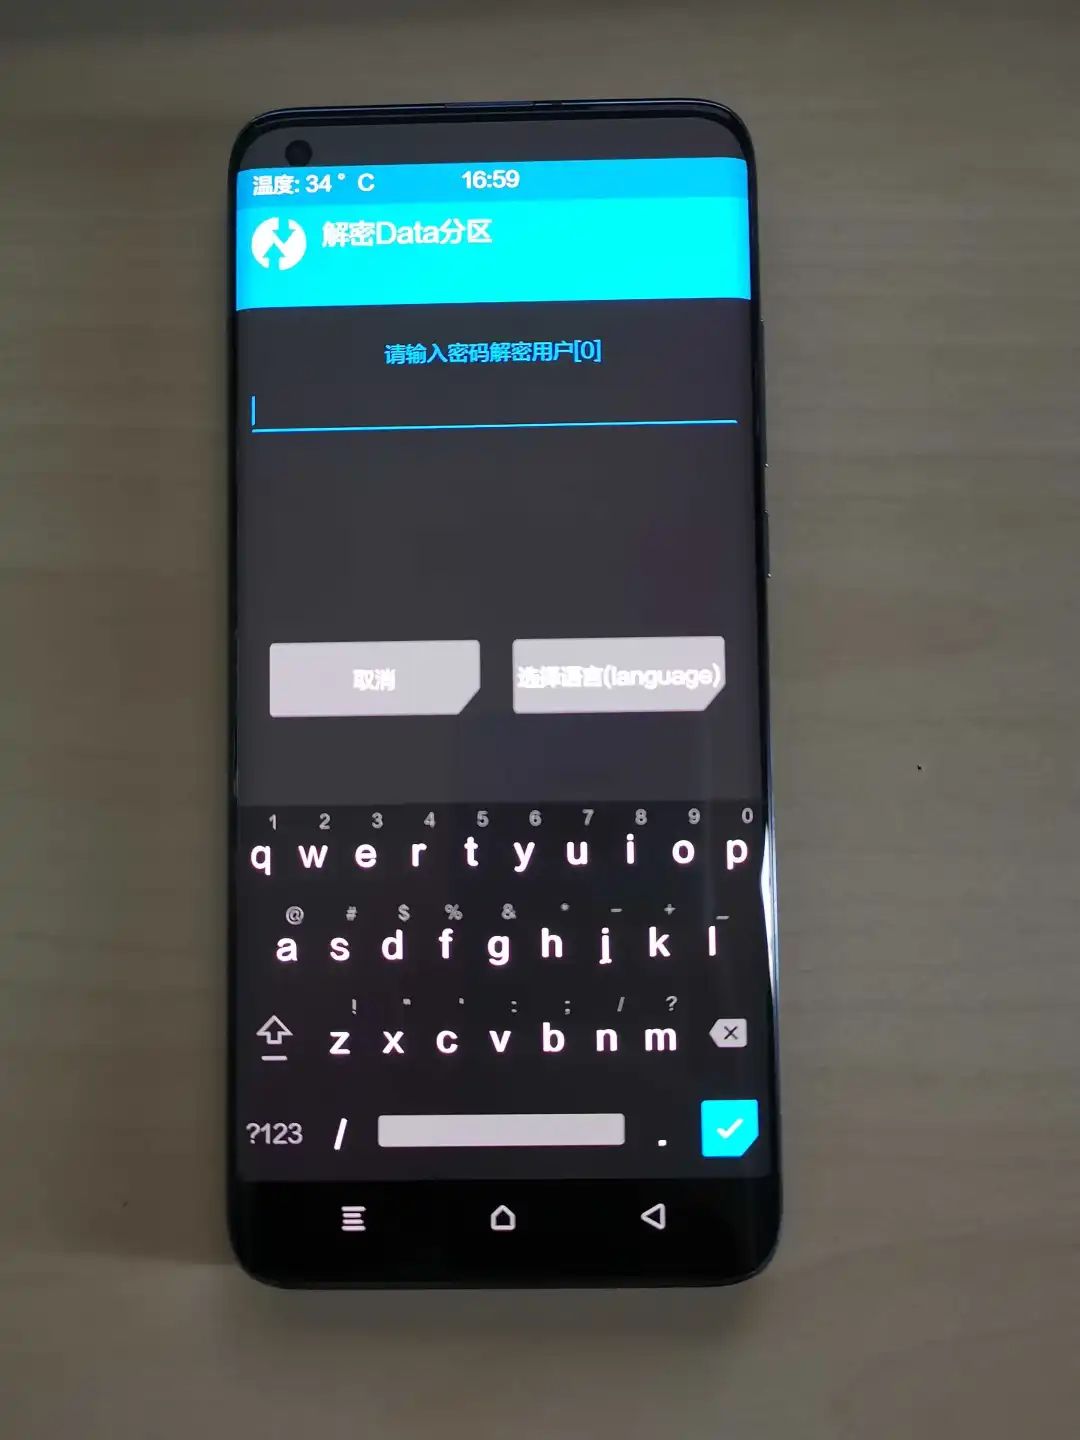 温度: 34 ° C 16:59
解密Data分区
请输入密码解密用户[0]
取消 选择语言(language)
1 2 3 4 5 6 7 8 9 0
q w e r t y u i o p
@ # $ % & * - + _
a s d f g h j k l
! " ' : ; / ?
z x c v b n m
?123 / .